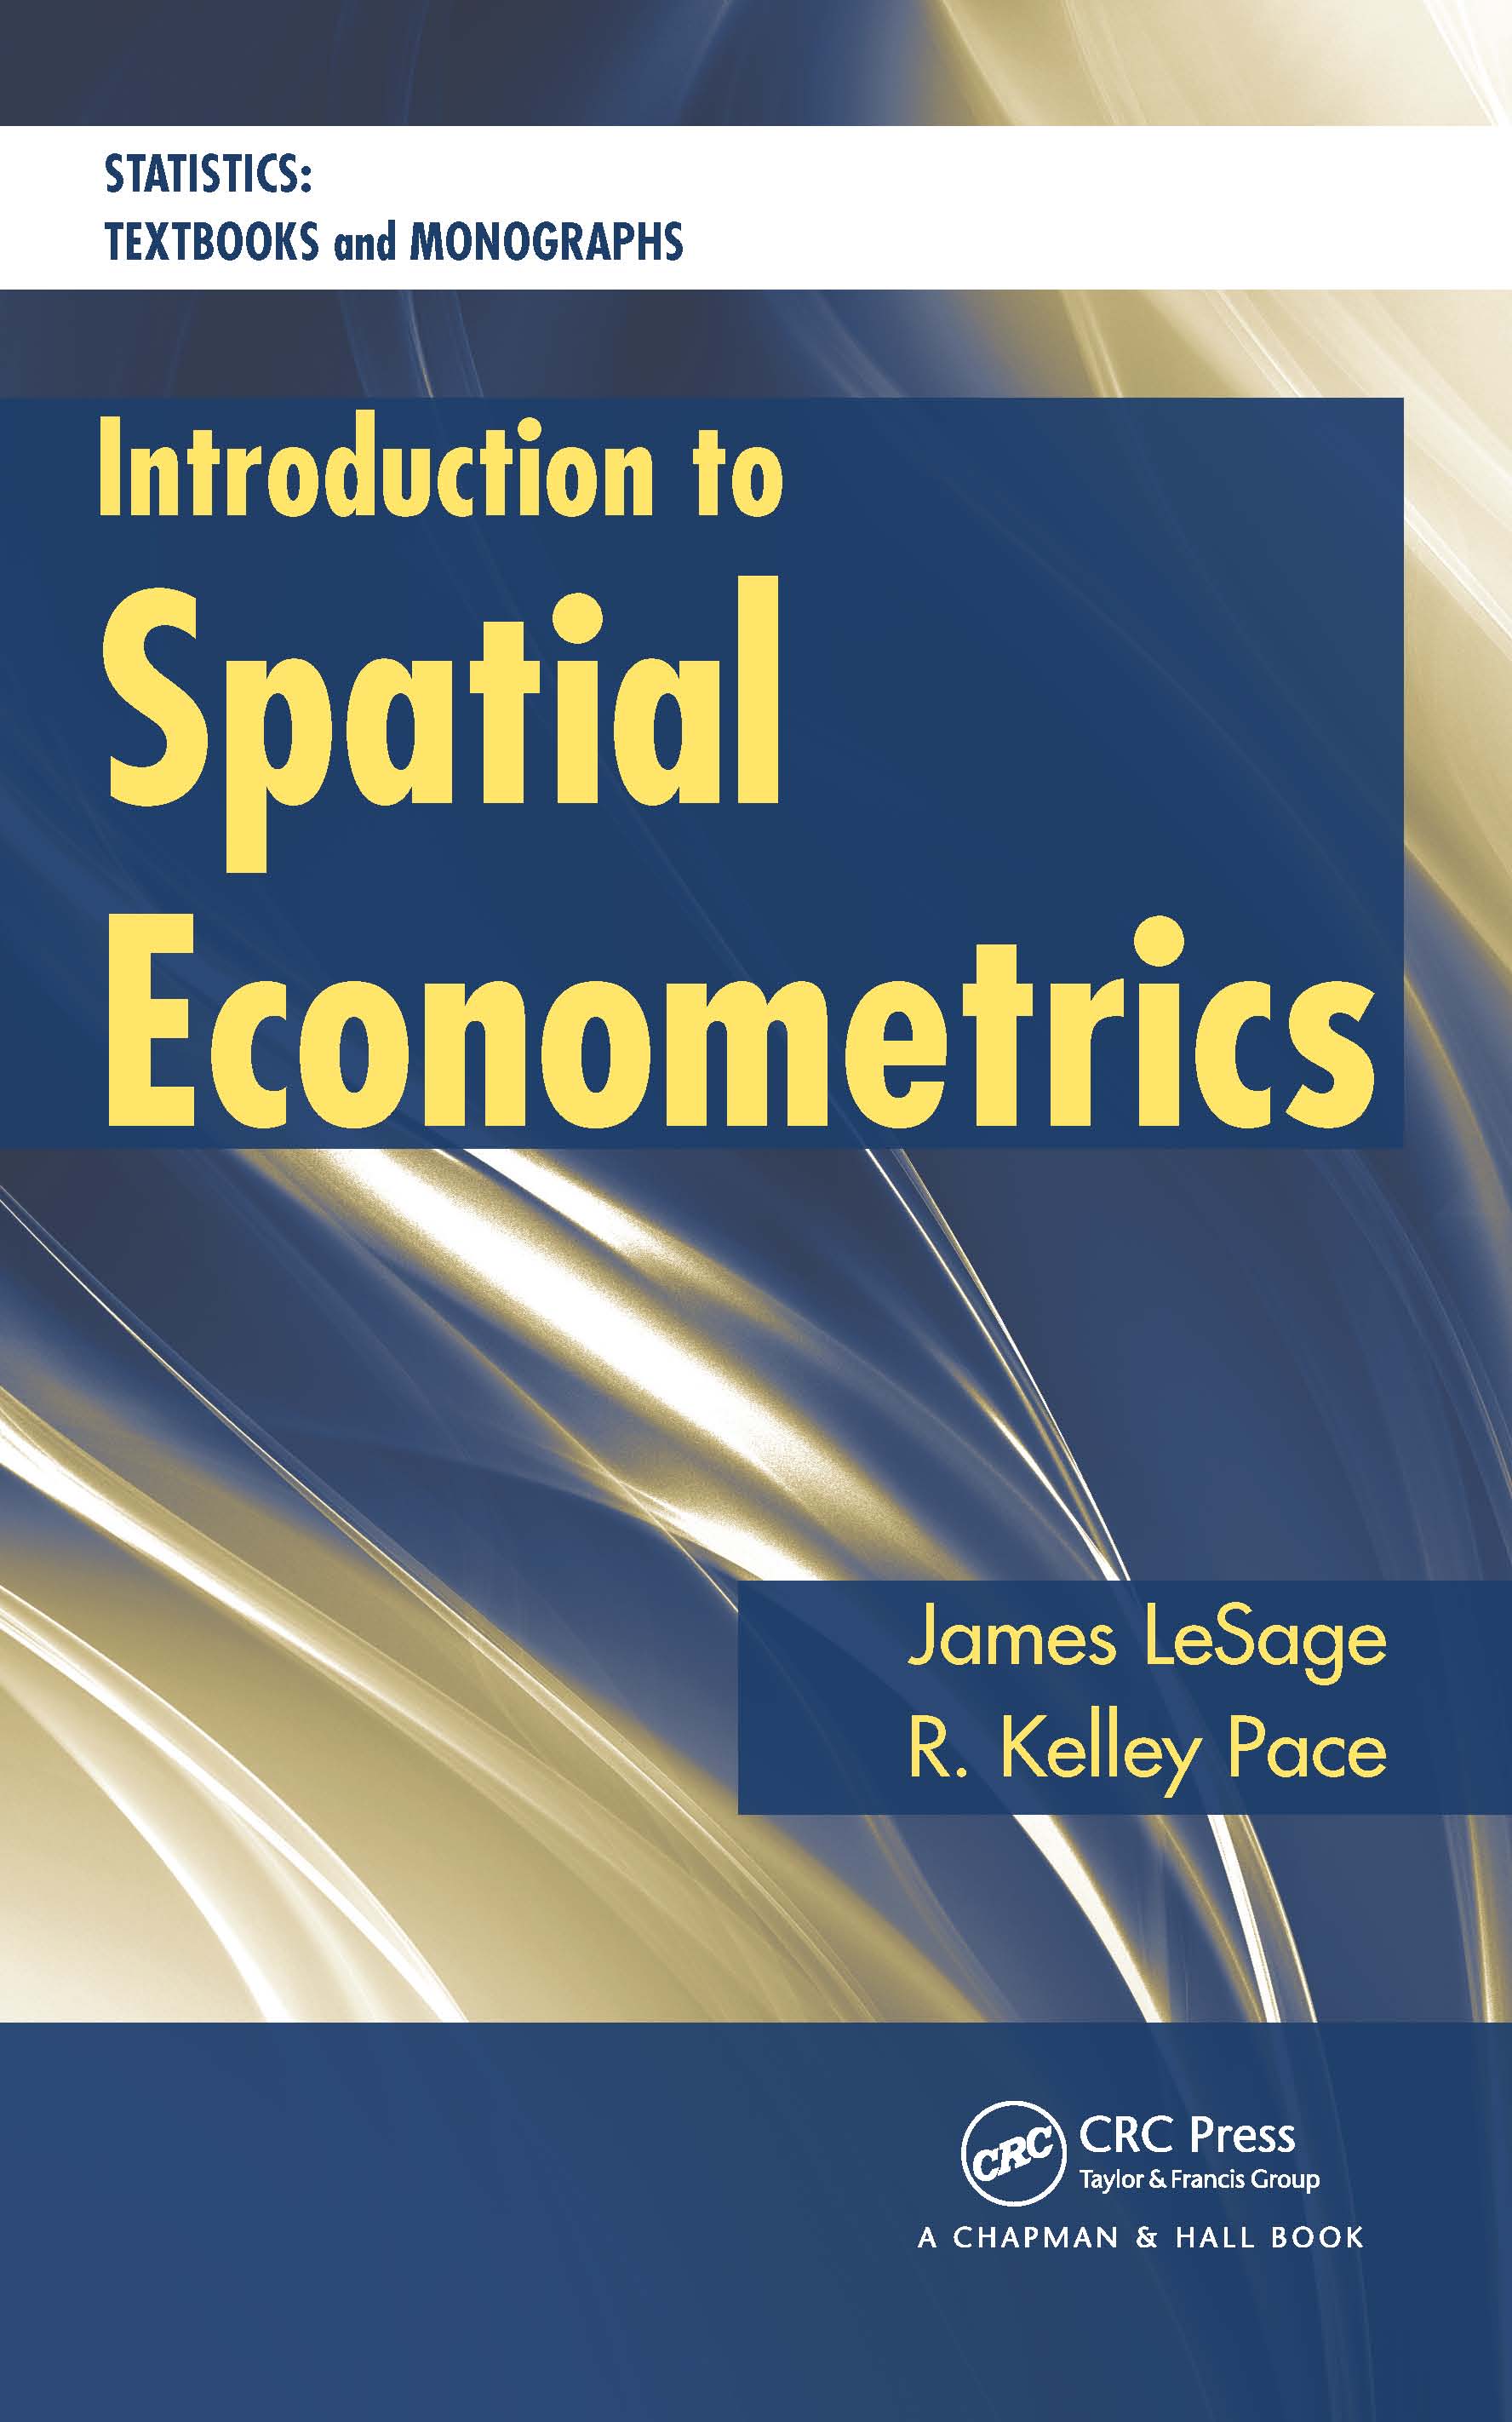 STATISTICS:
TEXTBOOKS and MONOGRAPHS
Introduction to
Spatial
Econometrics
James LeSage
R. Kelley Pace
CRC
CRC Press
Taylor & Francis Group
A CHAPMAN & HALL BOOK